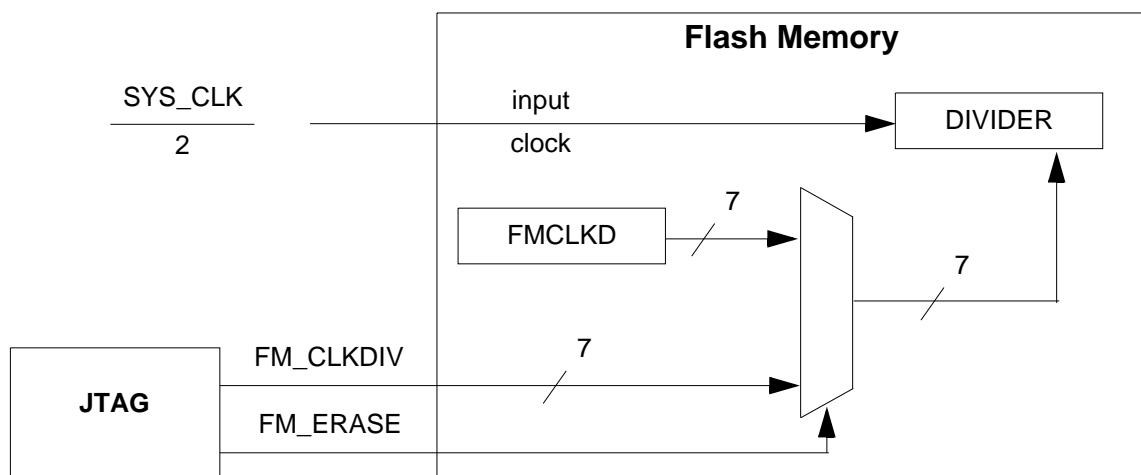 Flash Memory
SYS_CLK
2
input
clock
DIVIDER
7
FMCLKD
7
FM_CLKDIV
7
JTAG
FM_ERASE